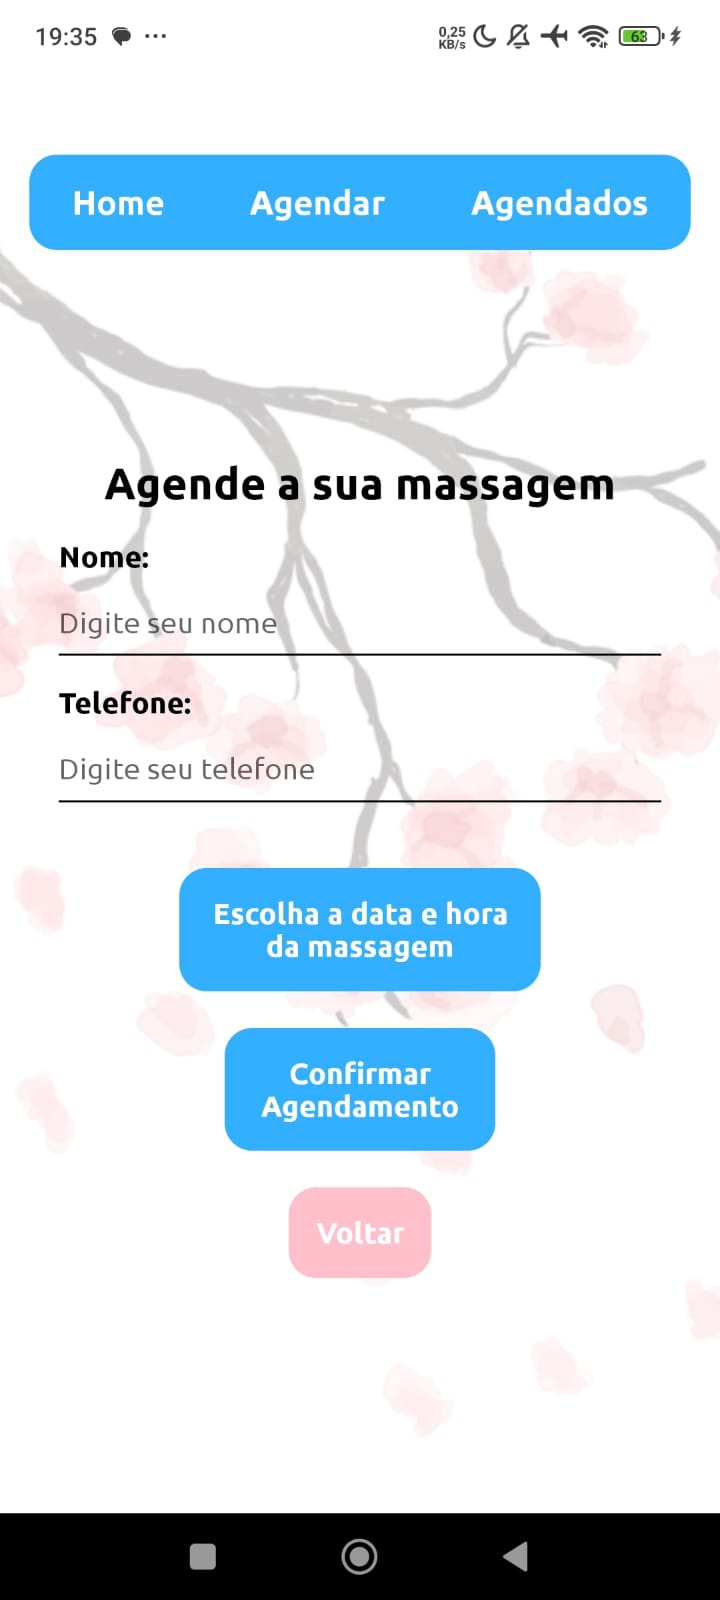 19:35
0,25
KB/s
63
Home Agendar Agendados
Agende a sua massagem
Nome:
Digite seu nome
Telefone:
Digite seu telefone
Escolha a data e hora
da massagem
Confirmar
Agendamento
Voltar